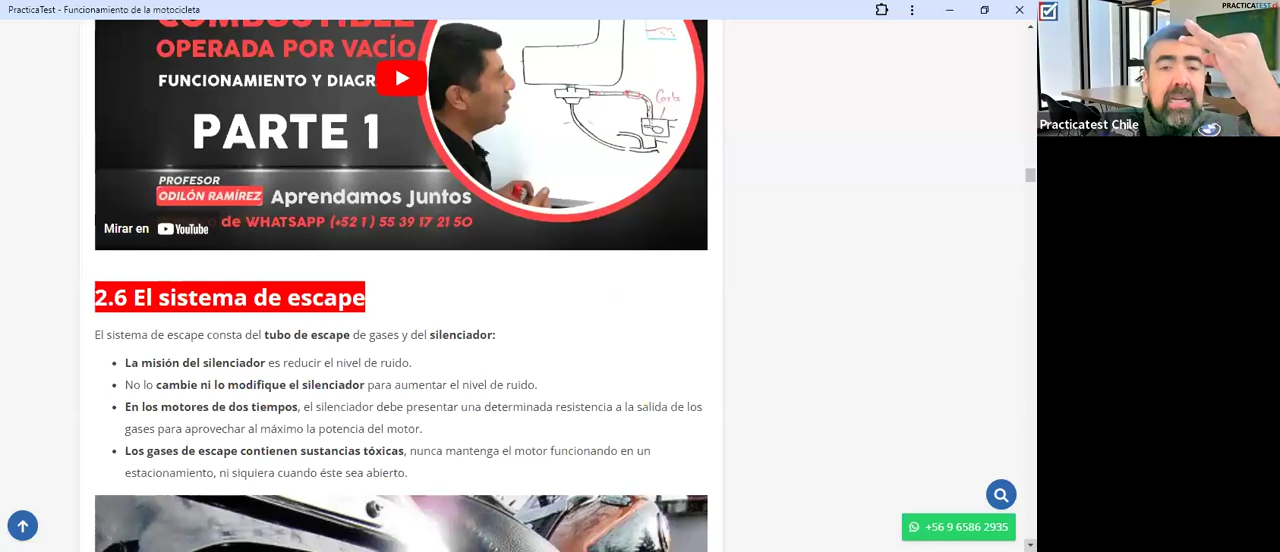 PracticaTest - Funcionamiento de la motocicleta
PRACTICATEST
COMBUSTIBLE
OPERADA POR VACÍO
FUNCIONAMIENTO Y DIAGR
PARTE 1
PROFESOR
ODILÓN RAMÍREZ
Aprendamos Juntos
de WHATSAPP (+52 1) 55 39 17 21 50
Mirar en YouTube
Practicatest Chile
2.6 El sistema de escape
El sistema de escape consta del tubo de escape de gases y del silenciador:
• La misión del silenciador es reducir el nivel de ruido.
• No lo cambie ni lo modifique el silenciador para aumentar el nivel de ruido.
• En los motores de dos tiempos, el silenciador debe presentar una determinada resistencia a la salida de los
gases para aprovechar al máximo la potencia del motor.
• Los gases de escape contienen sustancias tóxicas, nunca mantenga el motor funcionando en un
estacionamiento, ni siquiera cuando éste sea abierto.
+56 9 6586 2935